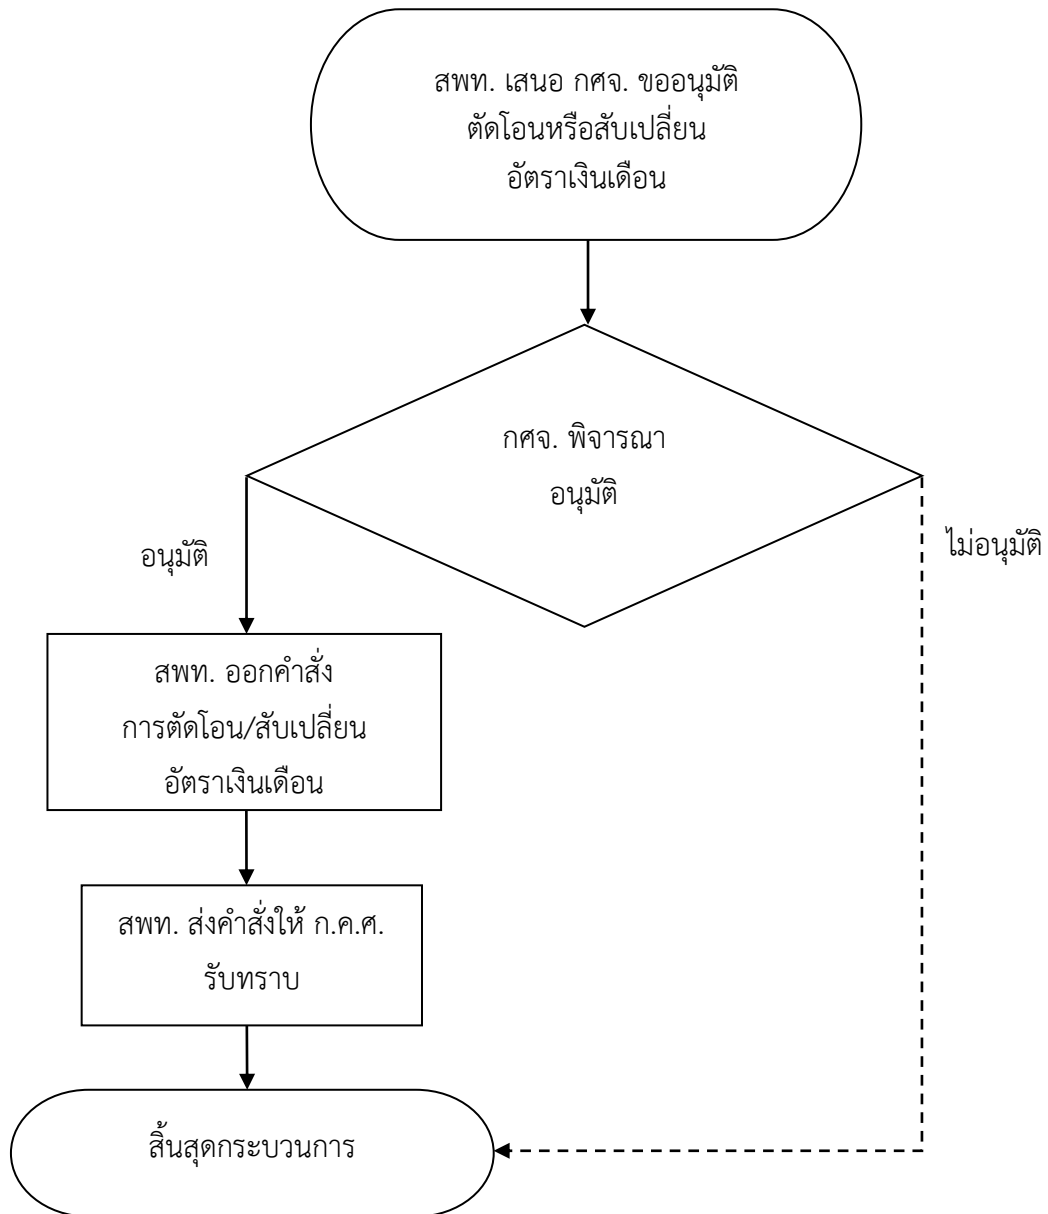 สพท. เสนอ กศจ. ขออนุมัติ
ตัดโอนหรือสับเปลี่ยน
อัตราเงินเดือน
กศจ. พิจารณา
อนุมัติ
อนุมัติ
ไม่อนุมัติ
สพท. ออกคำสั่ง
การตัดโอน/สับเปลี่ยน
อัตราเงินเดือน
สพท. ส่งคำสั่งให้ ก.ค.ศ.
รับทราบ
สิ้นสุดกระบวนการ